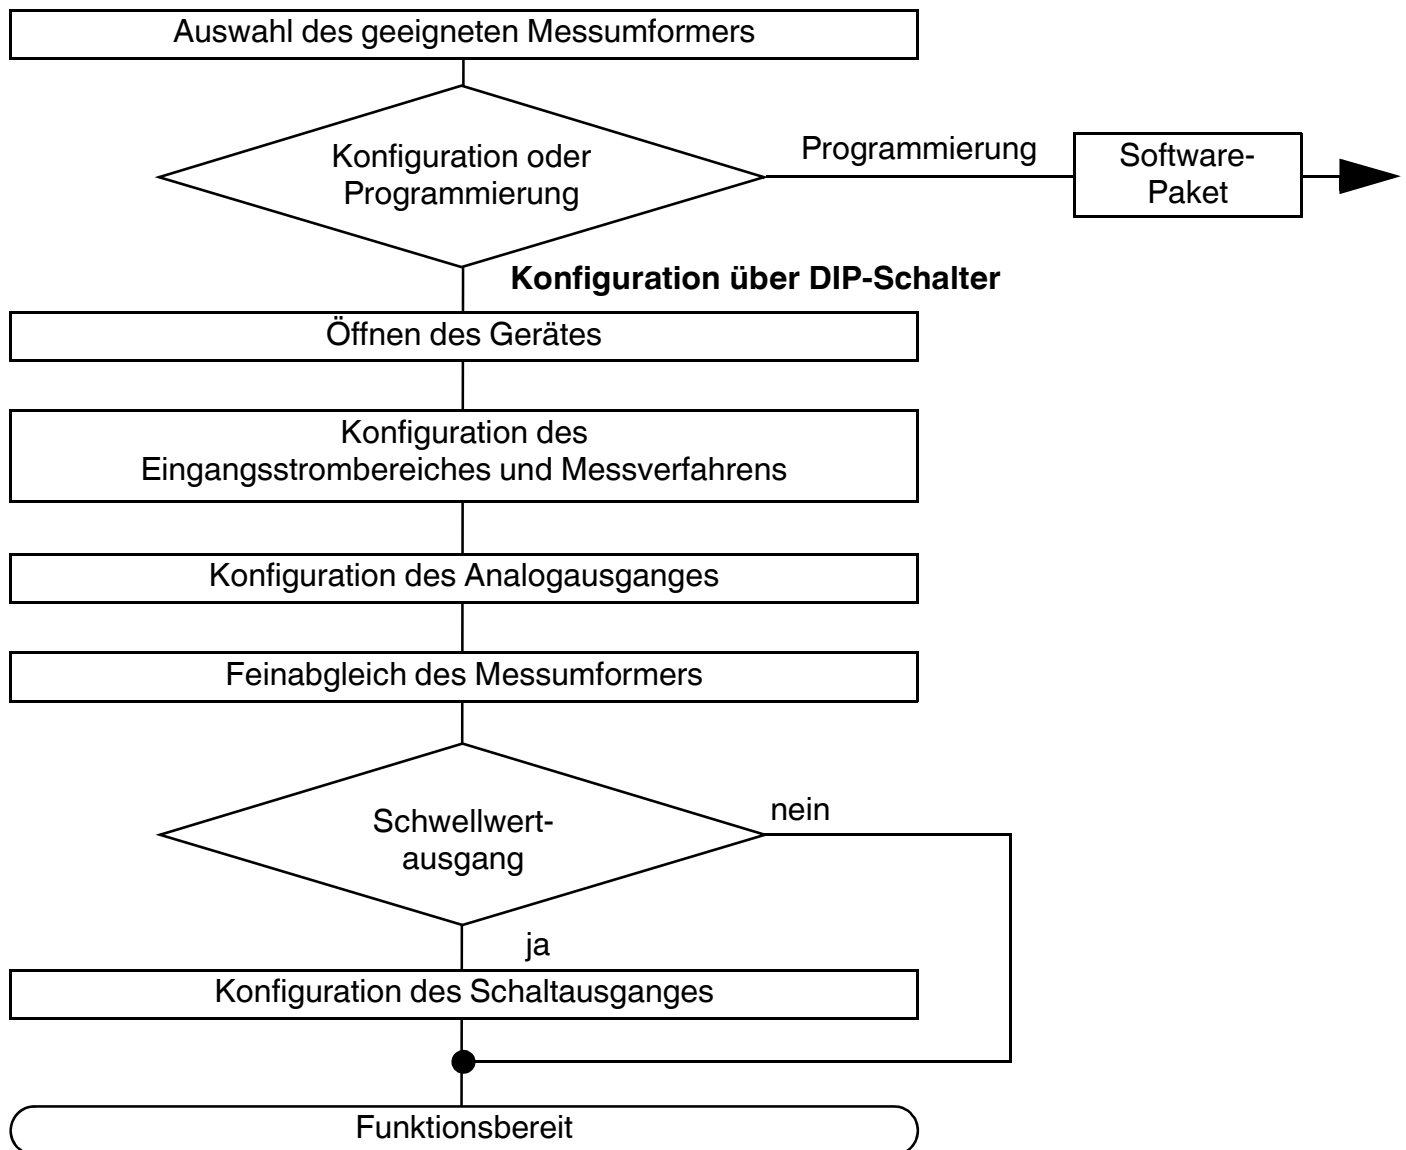 Auswahl des geeigneten Messumformers
Konfiguration oder
Programmierung
Programmierung
Software-
Paket
Konfiguration über DIP-Schalter
Öffnen des Gerätes
Konfiguration des
Eingangsstrombereiches und Messverfahrens
Konfiguration des Analogausganges
Feinabgleich des Messumformers
Schwellwert-
ausgang
nein
ja
Konfiguration des Schaltausganges
Funktionsbereit